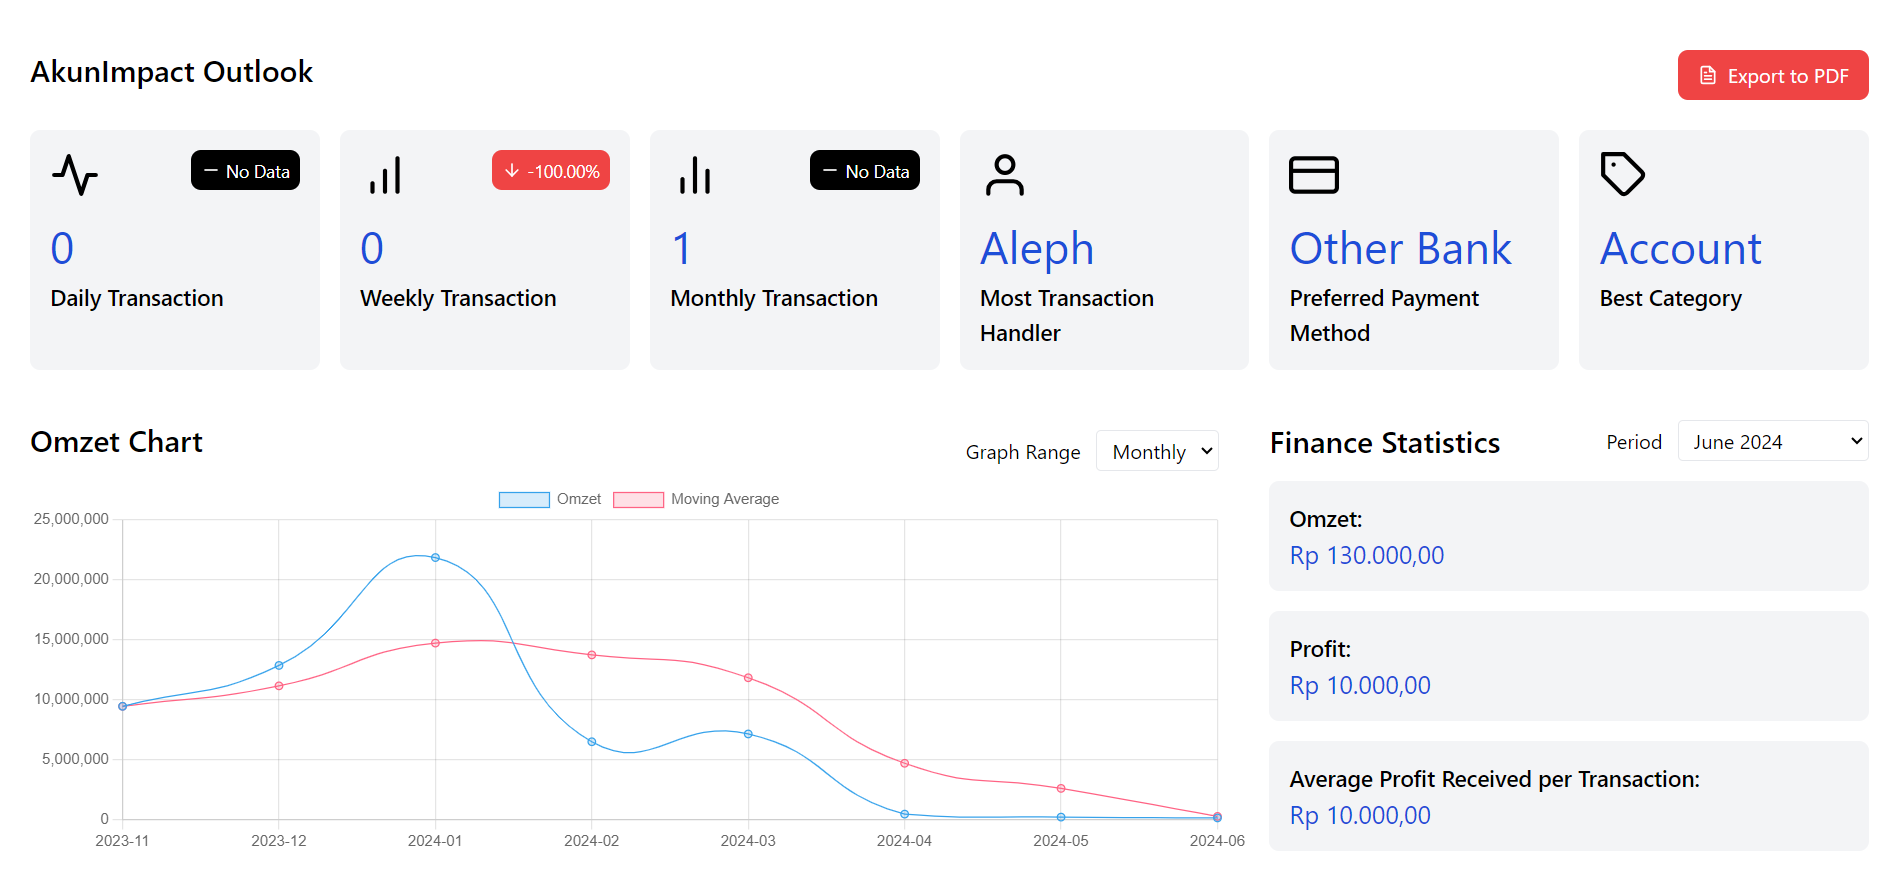 AkunImpact Outlook
Export to PDF
No Data
0
Daily Transaction
-100.00%
0
Weekly Transaction
No Data
1
Monthly Transaction
Aleph
Most Transaction
Handler
Other Bank
Preferred Payment
Method
Account
Best Category
Omzet Chart
Graph Range Monthly
Omzet Moving Average
25,000,000
20,000,000
15,000,000
10,000,000
5,000,000
0
2023-11 2023-12 2024-01 2024-02 2024-03 2024-04 2024-05 2024-06
Finance Statistics
Period June 2024
Omzet:
Rp 130.000,00
Profit:
Rp 10.000,00
Average Profit Received per Transaction:
Rp 10.000,00